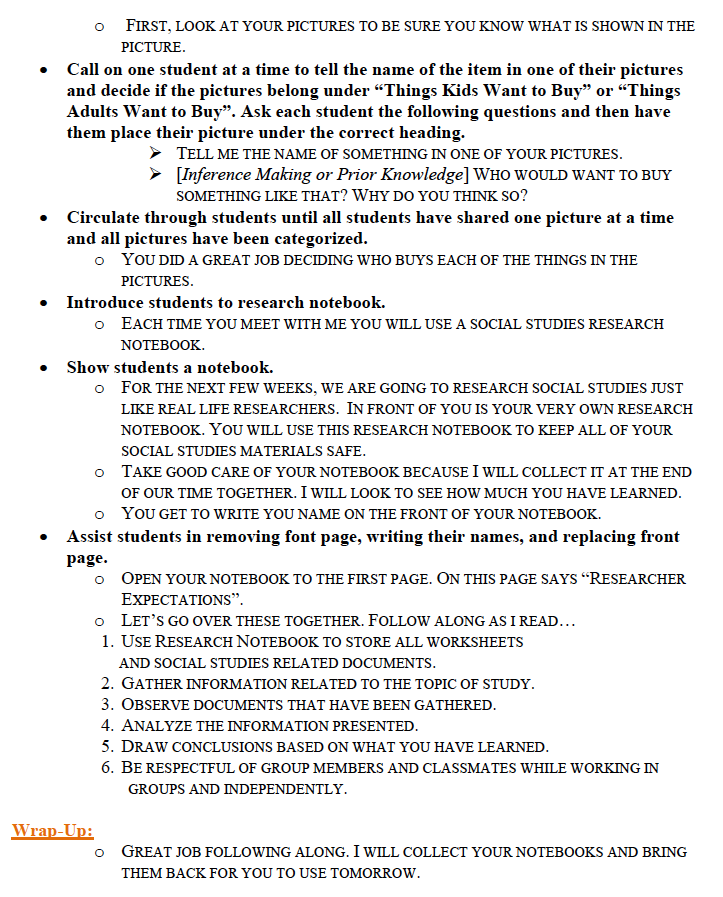 o FIRST, LOOK AT YOUR PICTURES TO BE SURE YOU KNOW WHAT IS SHOWN IN THE
PICTURE.
• Call on one student at a time to tell the name of the item in one of their pictures
and decide if the pictures belong under “Things Kids Want to Buy” or “Things
Adults Want to Buy”. Ask each student the following questions and then have
them place their picture under the correct heading.
➢ TELL ME THE NAME OF SOMETHING IN ONE OF YOUR PICTURES.
➢ [Inference Making or Prior Knowledge] WHO WOULD WANT TO BUY
SOMETHING LIKE THAT? WHY DO YOU THINK SO?
• Circulate through students until all students have shared one picture at a time
and all pictures have been categorized.
o YOU DID A GREAT JOB DECIDING WHO BUYS EACH OF THE THINGS IN THE
PICTURES.
• Introduce students to research notebook.
o EACH TIME YOU MEET WITH ME YOU WILL USE A SOCIAL STUDIES RESEARCH
NOTEBOOK.
• Show students a notebook.
o FOR THE NEXT FEW WEEKS, WE ARE GOING TO RESEARCH SOCIAL STUDIES JUST
LIKE REAL LIFE RESEARCHERS. IN FRONT OF YOU IS YOUR VERY OWN RESEARCH
NOTEBOOK. YOU WILL USE THIS RESEARCH NOTEBOOK TO KEEP ALL OF YOUR
SOCIAL STUDIES MATERIALS SAFE.
o TAKE GOOD CARE OF YOUR NOTEBOOK BECAUSE I WILL COLLECT IT AT THE END
OF OUR TIME TOGETHER. I WILL LOOK TO SEE HOW MUCH YOU HAVE LEARNED.
o YOU GET TO WRITE YOU NAME ON THE FRONT OF YOUR NOTEBOOK.
• Assist students in removing font page, writing their names, and replacing front
page.
o OPEN YOUR NOTEBOOK TO THE FIRST PAGE. ON THIS PAGE SAYS “RESEARCHER
EXPECTATIONS”.
o LET’S GO OVER THESE TOGETHER. FOLLOW ALONG AS I READ…
1. USE RESEARCH NOTEBOOK TO STORE ALL WORKSHEETS
AND SOCIAL STUDIES RELATED DOCUMENTS.
2. GATHER INFORMATION RELATED TO THE TOPIC OF STUDY.
3. OBSERVE DOCUMENTS THAT HAVE BEEN GATHERED.
4. ANALYZE THE INFORMATION PRESENTED.
5. DRAW CONCLUSIONS BASED ON WHAT YOU HAVE LEARNED.
6. BE RESPECTFUL OF GROUP MEMBERS AND CLASSMATES WHILE WORKING IN
GROUPS AND INDEPENDENTLY.
Wrap-Up:
o GREAT JOB FOLLOWING ALONG. I WILL COLLECT YOUR NOTEBOOKS AND BRING
THEM BACK FOR YOU TO USE TOMORROW.